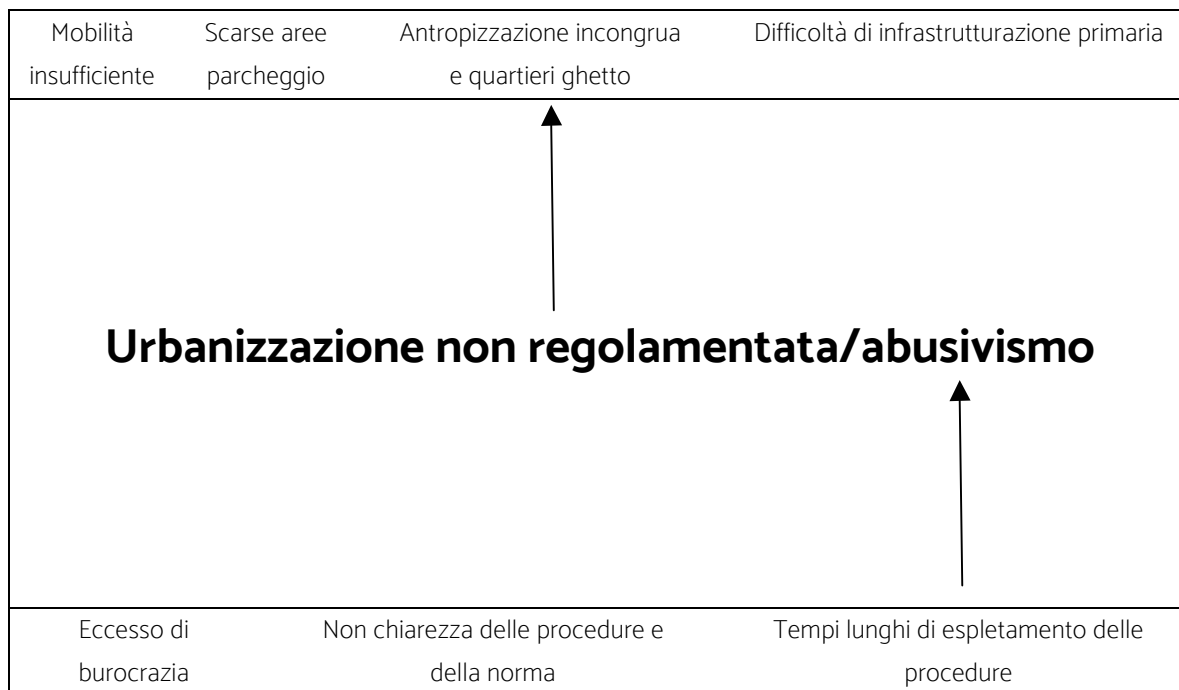 Mobilità
insufficiente
Scarse aree
parcheggio
Antropizzazione incongrua
e quartieri ghetto
Difficoltà di infrastrutturazione primaria
Urbanizzazione non regolamentata/abusivismo
Eccesso di
burocrazia
Non chiarezza delle procedure e
della norma
Tempi lunghi di espletamento delle
procedure